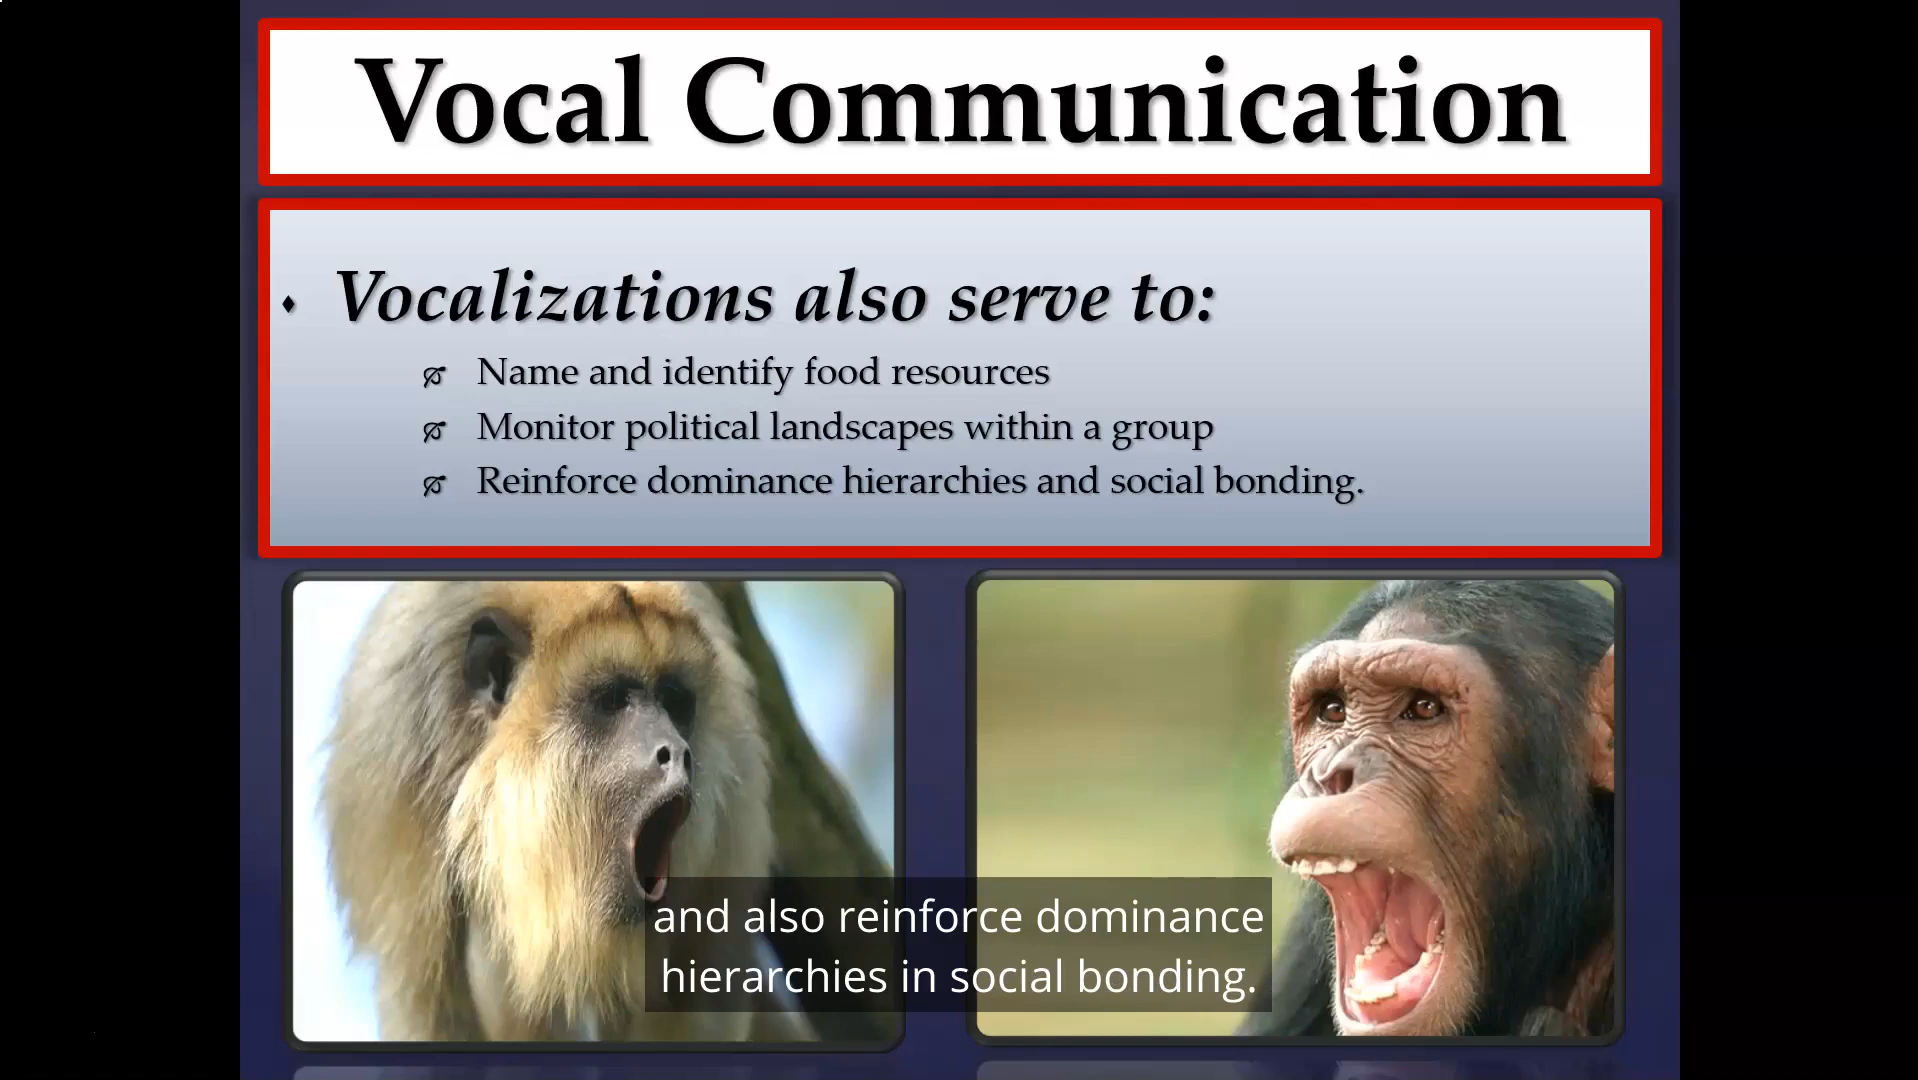 Vocal Communication
Vocalizations also serve to:
Name and identify food resources
Monitor political landscapes within a group
Reinforce dominance hierarchies and social bonding.
and also reinforce dominance
hierarchies in social bonding.